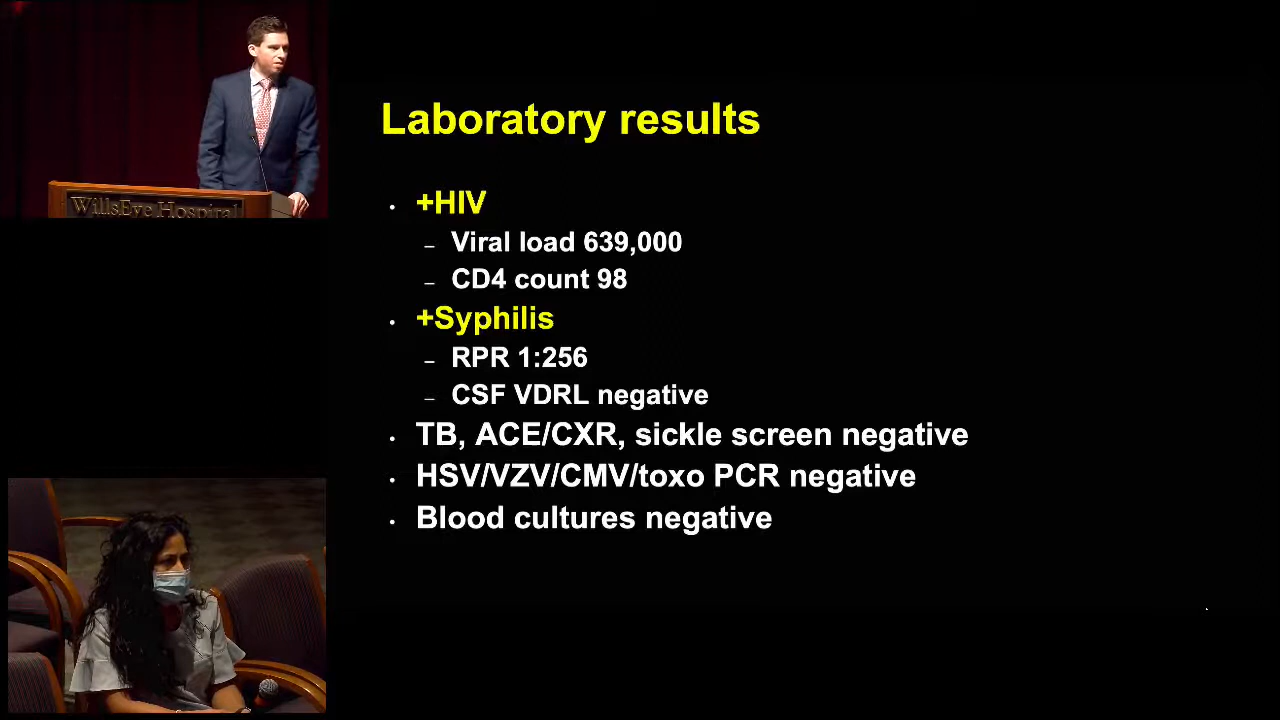 Laboratory results
+HIV
– Viral load 639,000
– CD4 count 98
+Syphilis
– RPR 1:256
– CSF VDRL negative
TB, ACE/CXR, sickle screen negative
HSV/VZV/CMV/toxo PCR negative
Blood cultures negative
WillsEye Hospital